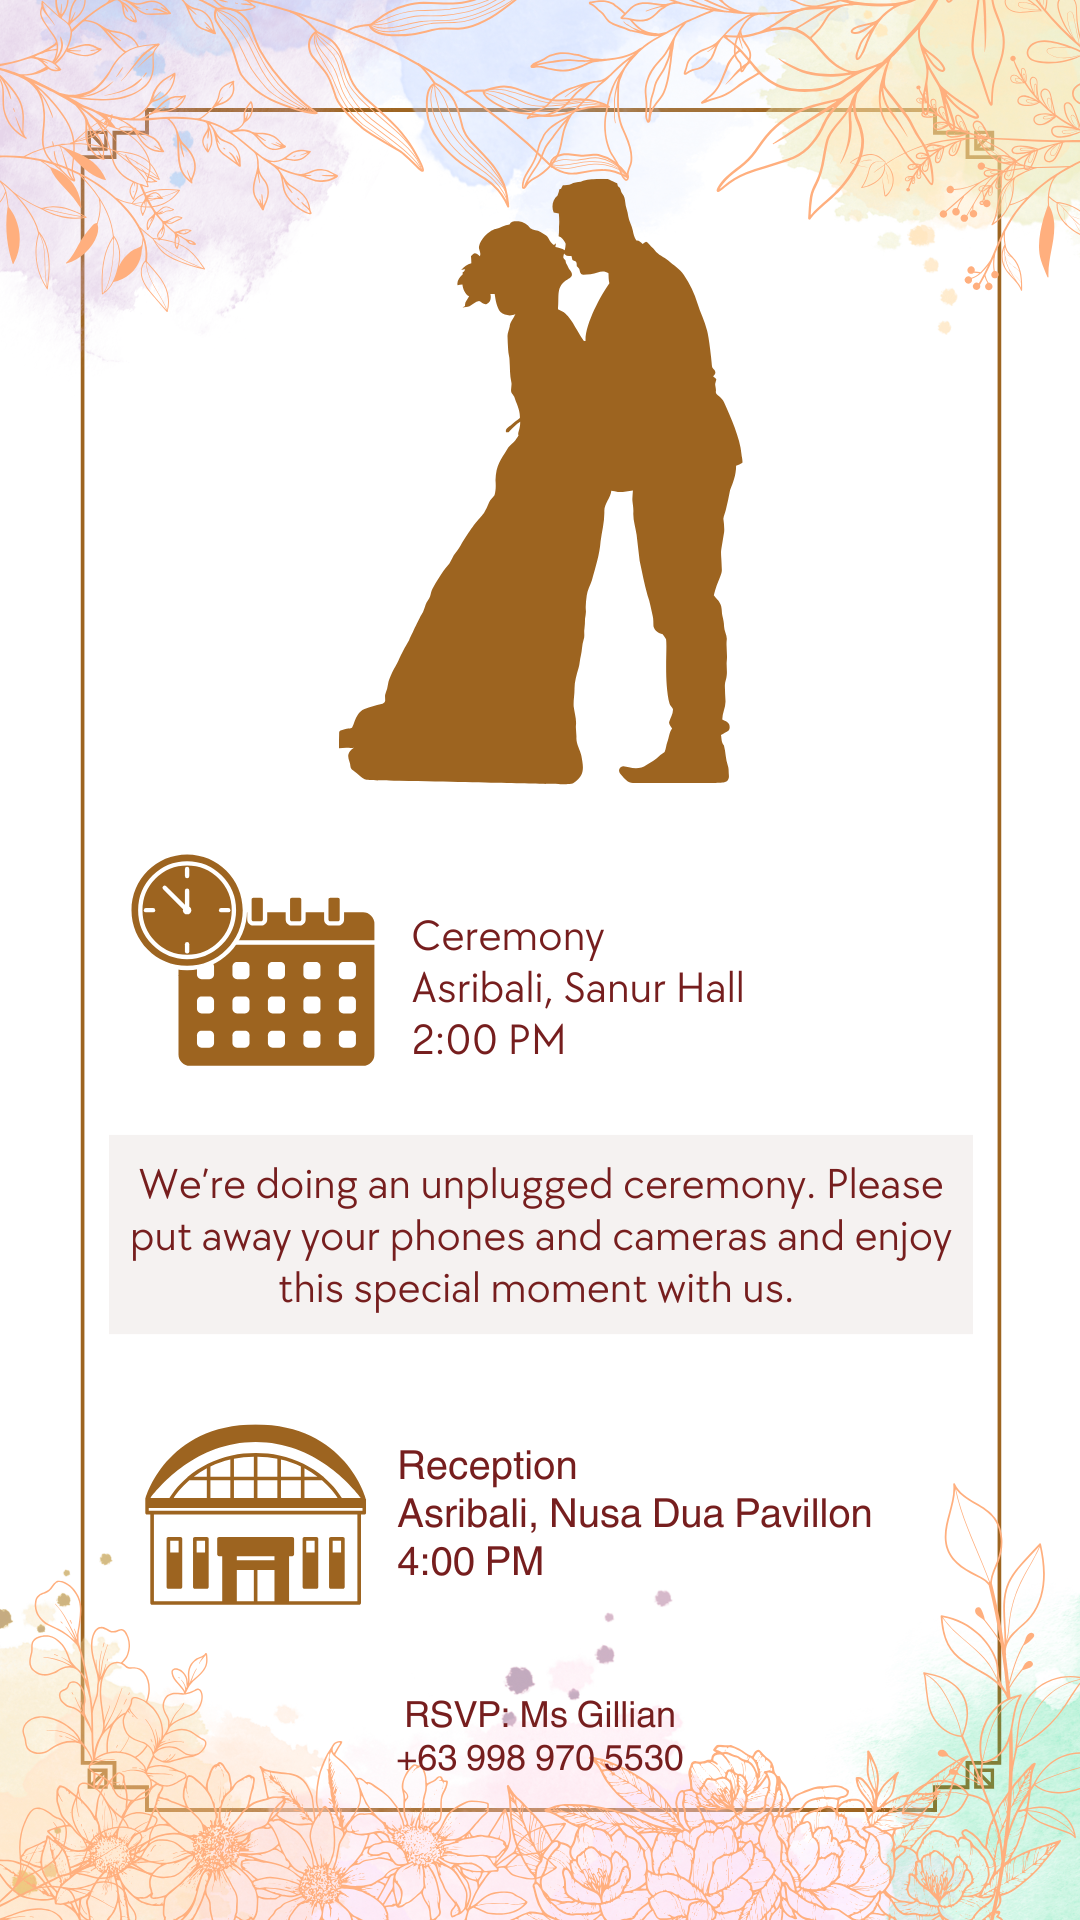 Ceremony
Asribali, Sanur Hall
2:00 PM
We're doing an unplugged ceremony. Please
put away your phones and cameras and enjoy
this special moment with us.
Reception
Asribali, Nusa Dua Pavillon
4:00 PM
RSVP: Ms Gillian
+63 998 970 5530